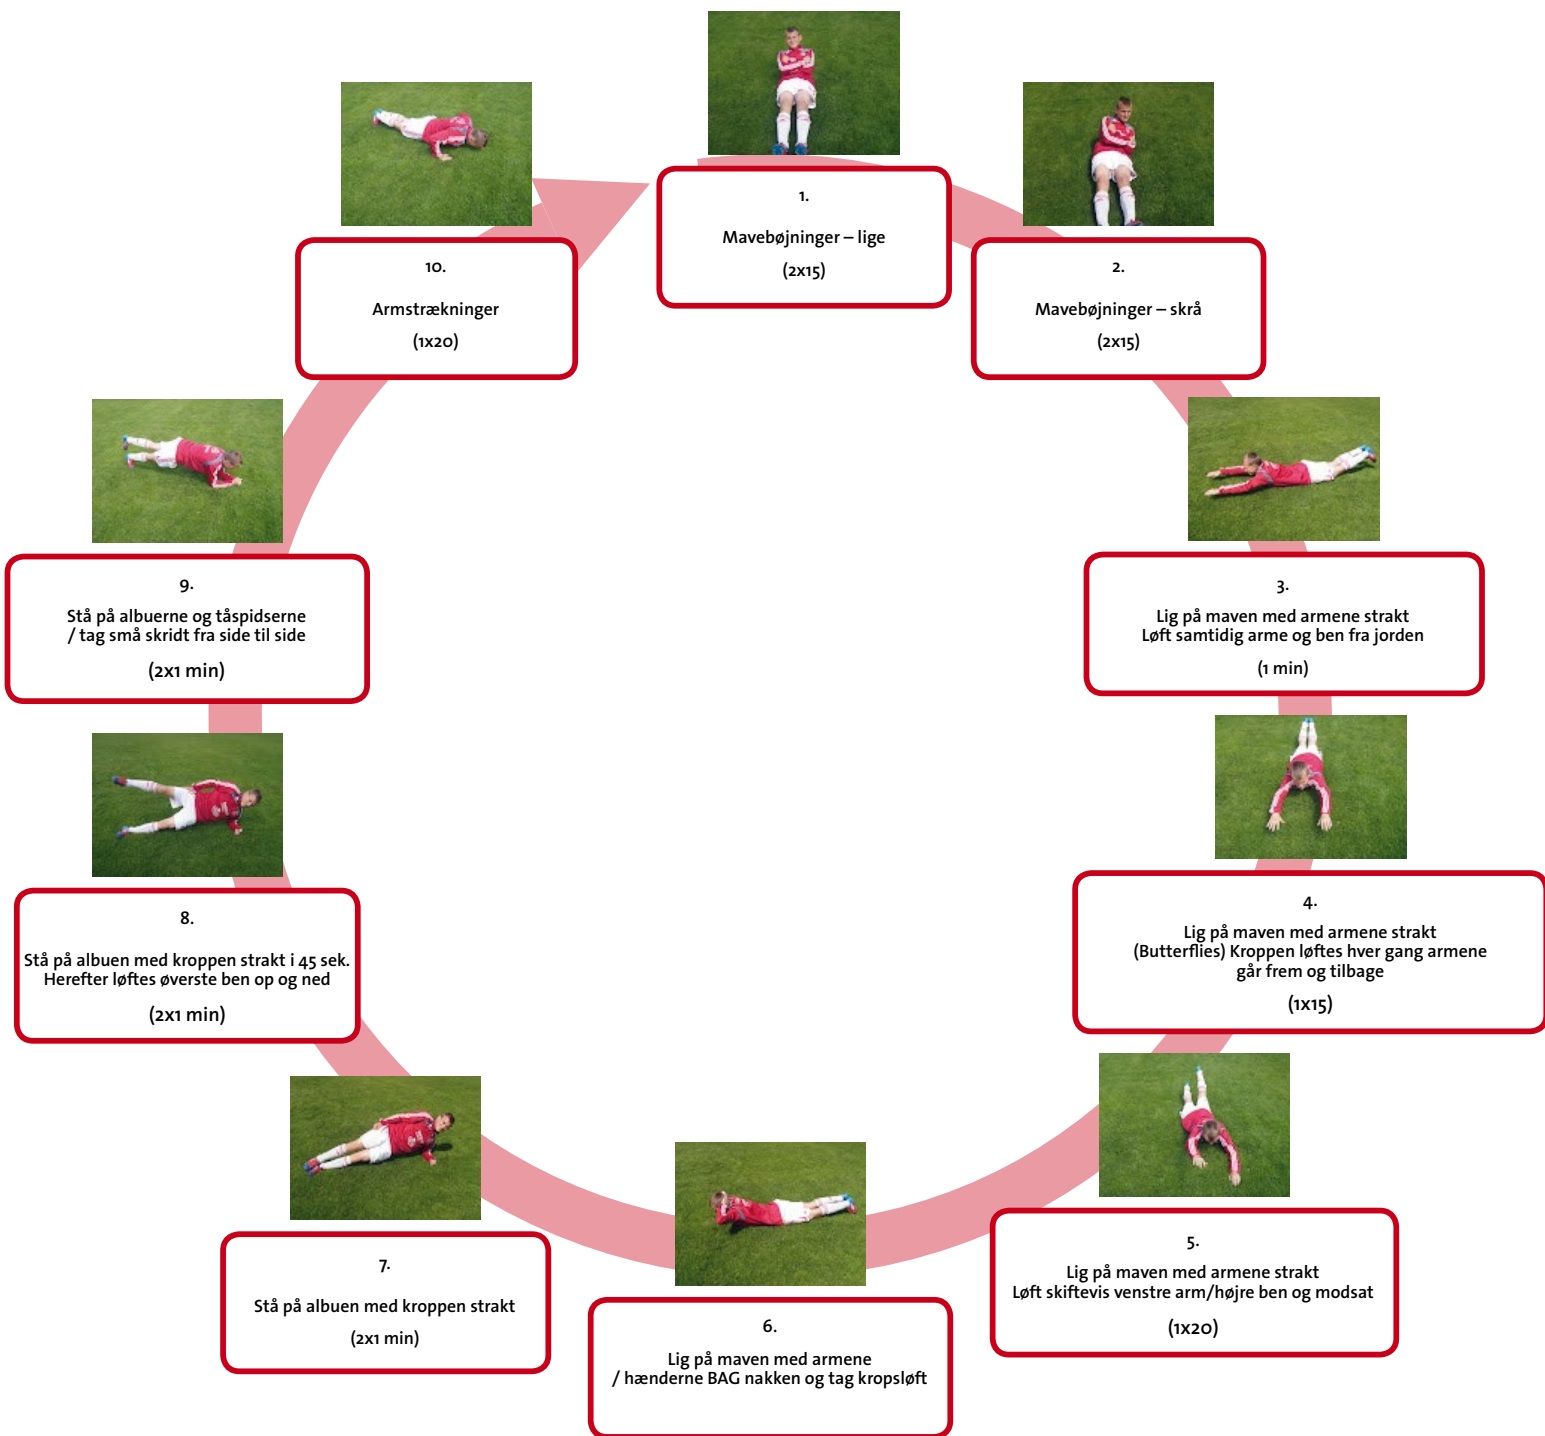 1.
Mavebøjninger – lige
(2x15)
2.
Mavebøjninger – skrå
(2x15)
3.
Lig på maven med armene strakt
Løft samtidig arme og ben fra jorden
(1 min)
4.
Lig på maven med armene strakt
(Butterflies) Kroppen løftes hver gang armene
går frem og tilbage
(1x15)
5.
Lig på maven med armene strakt
Løft skiftevis venstre arm/højre ben og modsat
(1x20)
6.
Lig på maven med armene
/ hænderne BAG nakken og tag kropsløft
7.
Stå på albuen med kroppen strakt
(2x1 min)
8.
Stå på albuen med kroppen strakt i 45 sek.
Herefter løftes øverste ben op og ned
(2x1 min)
9.
Stå på albuerne og tåspidserne
/ tag små skridt fra side til side
(2x1 min)
10.
Armstrækninger
(1x20)